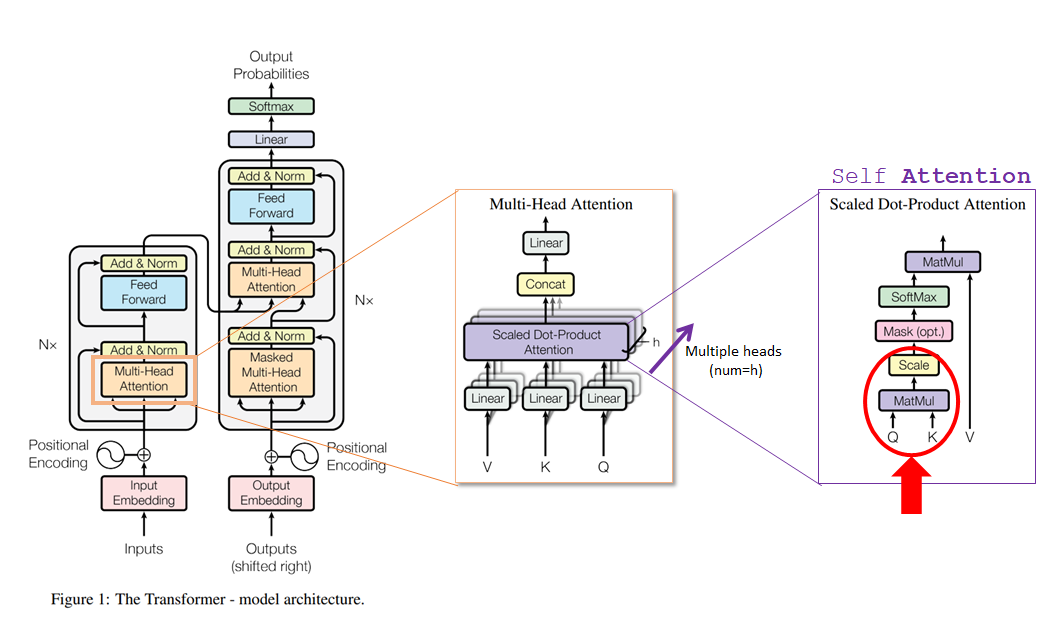 Output
Probabilities
Softmax
Linear
Add & Norm
Feed
Forward
Add & Norm
Multi-Head
Attention
Add & Norm
Masked
Multi-Head
Attention
N×
Add & Norm
Feed
Forward
Add & Norm
Multi-Head
Attention
N×
Positional
Encoding
Positional
Encoding
Input
Embedding
Output
Embedding
Inputs
Outputs
(shifted right)
Figure 1: The Transformer - model architecture.
Multi-Head Attention
Linear
Concat
Scaled Dot-Product
Attention
h
Linear
Linear
Linear
V
K
Q
Multiple heads
(num=h)
Self Attention
Scaled Dot-Product Attention
MatMul
SoftMax
Mask (opt.)
Scale
MatMul
Q
K
V